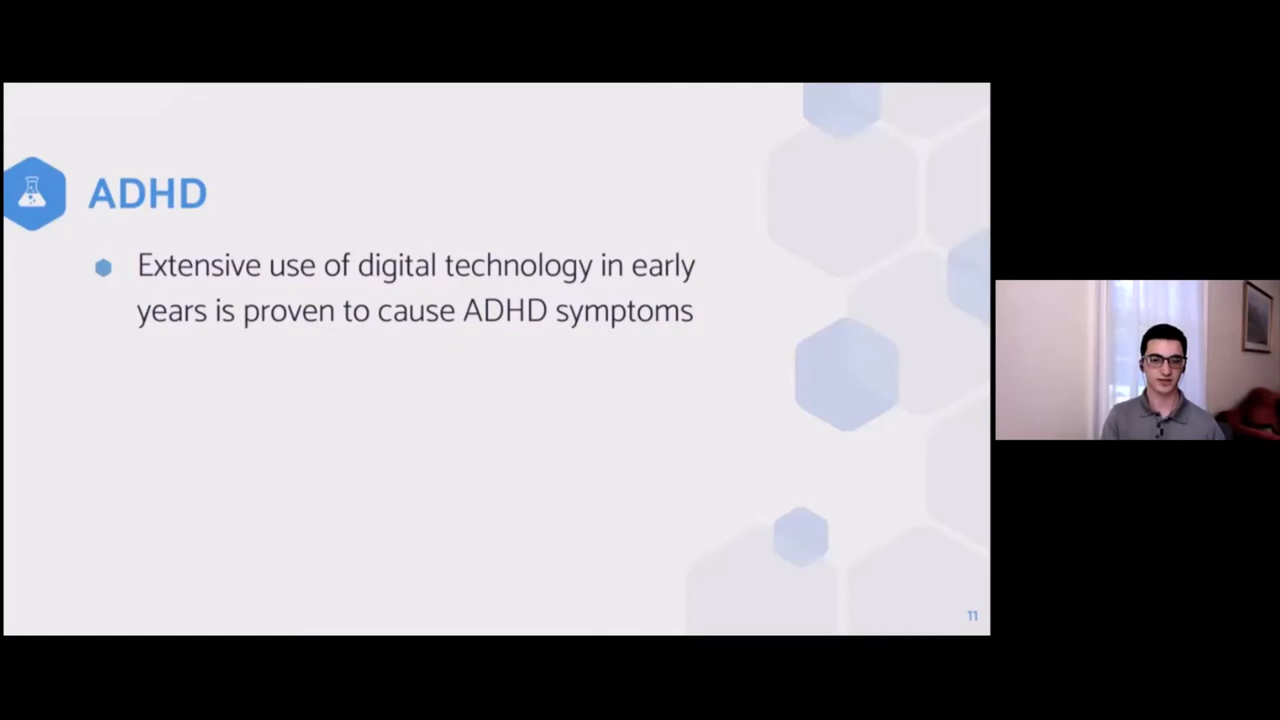 ADHD
Extensive use of digital technology in early
years is proven to cause ADHD symptoms
11